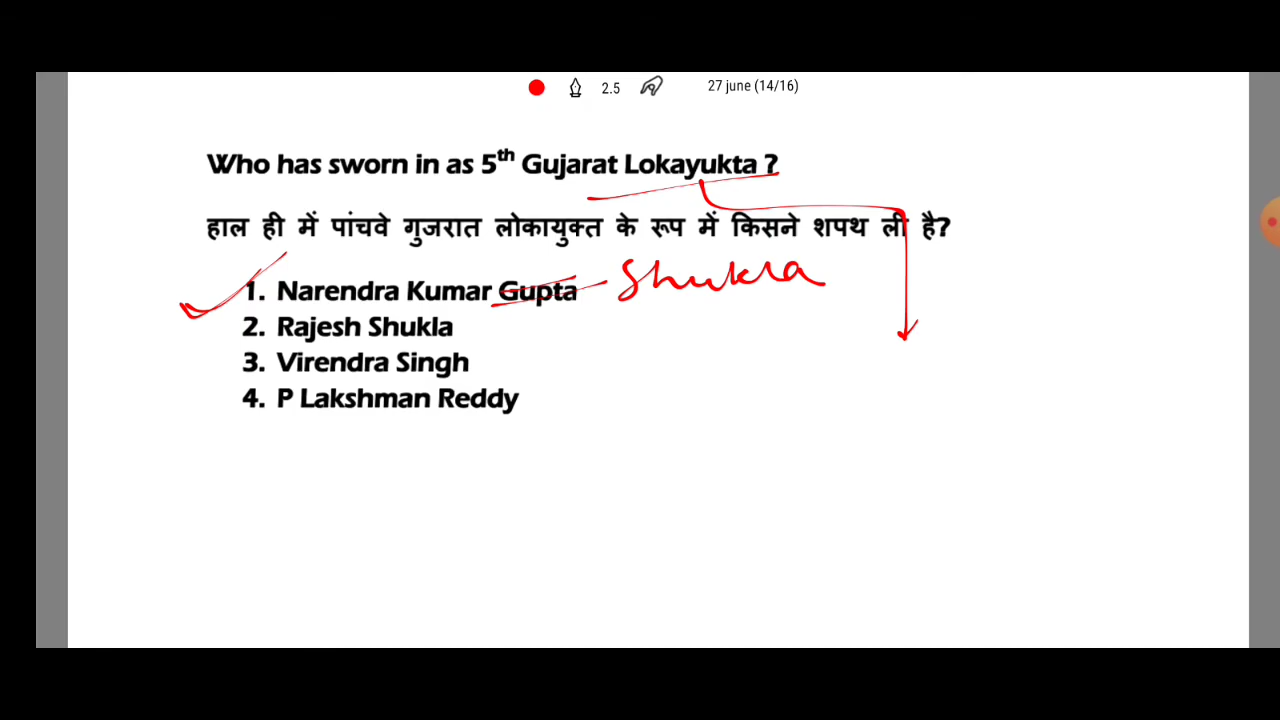 2.5 27 june (14/16)
Who has sworn in as 5th Gujarat Lokayukta ?
हाल ही में पांचवे गुजरात लोकायुक्त के रूप में किसने शपथ ली है?
1. Narendra Kumar Gupta Shukla
2. Rajesh Shukla
3. Virendra Singh
4. P Lakshman Reddy